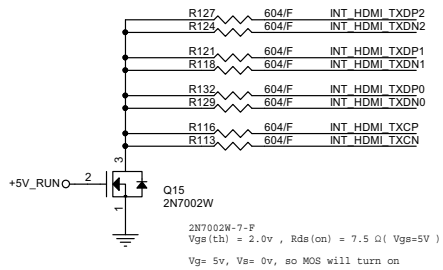 R127 604/F INT_HDMI_TXDP2
R124 604/F INT_HDMI_TXDN2
R121 604/F INT_HDMI_TXDP1
R118 604/F INT_HDMI_TXDN1
R132 604/F INT_HDMI_TXDP0
R129 604/F INT_HDMI_TXDN0
R116 604/F INT_HDMI_TXCP
R113 604/F INT_HDMI_TXCN
3
+5V_RUN 2
Q15
2N7002W
1
2N7002W-7-F
Vgs(th) = 2.0v , Rds(on) = 7.5 Ω( Vgs=5V )
Vg= 5v, Vs= 0v, so MOS will turn on